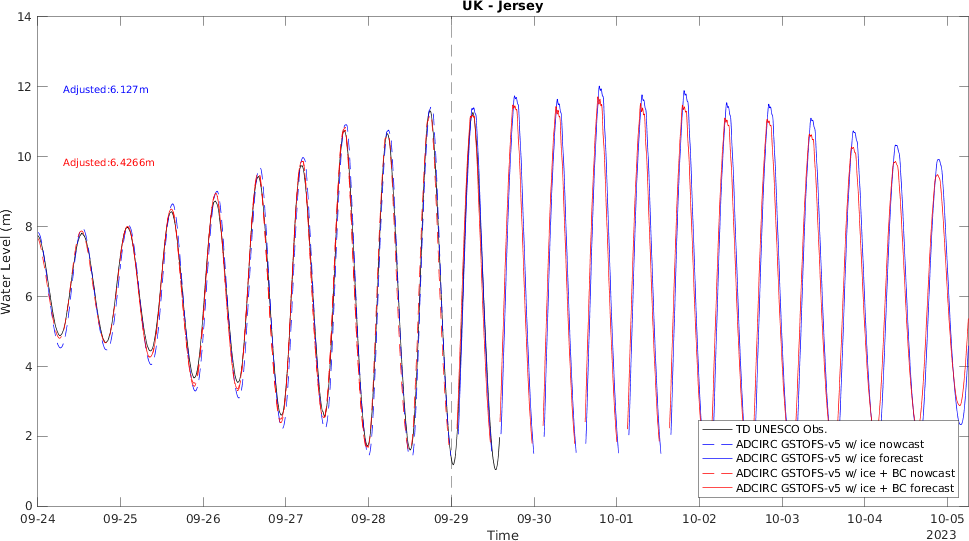 UK - Jersey
14
12
10
8
6
4
2
0
Water Level (m)
Adjusted:6.127m
Adjusted:6.4266m
TD UNESCO Obs.
ADCIRC GSTOFS-v5 w/ ice nowcast
ADCIRC GSTOFS-v5 w/ ice forecast
ADCIRC GSTOFS-v5 w/ ice + BC nowcast
ADCIRC GSTOFS-v5 w/ ice + BC forecast
09-24 09-25 09-26 09-27 09-28 09-29 09-30 10-01 10-02 10-03 10-04 10-05
Time
2023